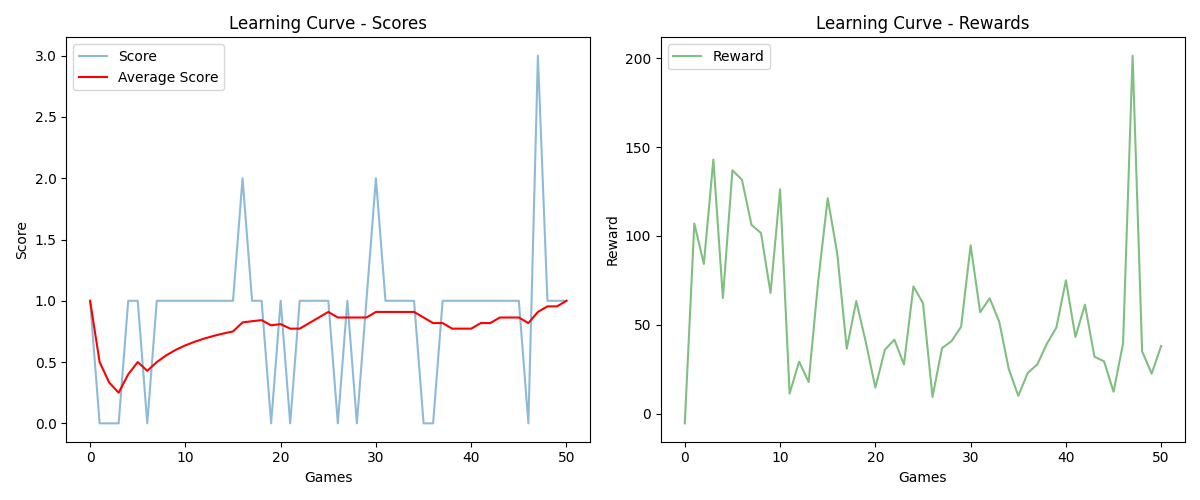 Learning Curve - Scores
Score
Average Score
3.0
2.5
2.0
1.5
1.0
0.5
0.0
Score
0 10 20 30 40 50
Games
Learning Curve - Rewards
Reward
200
150
100
50
0
Reward
0 10 20 30 40 50
Games